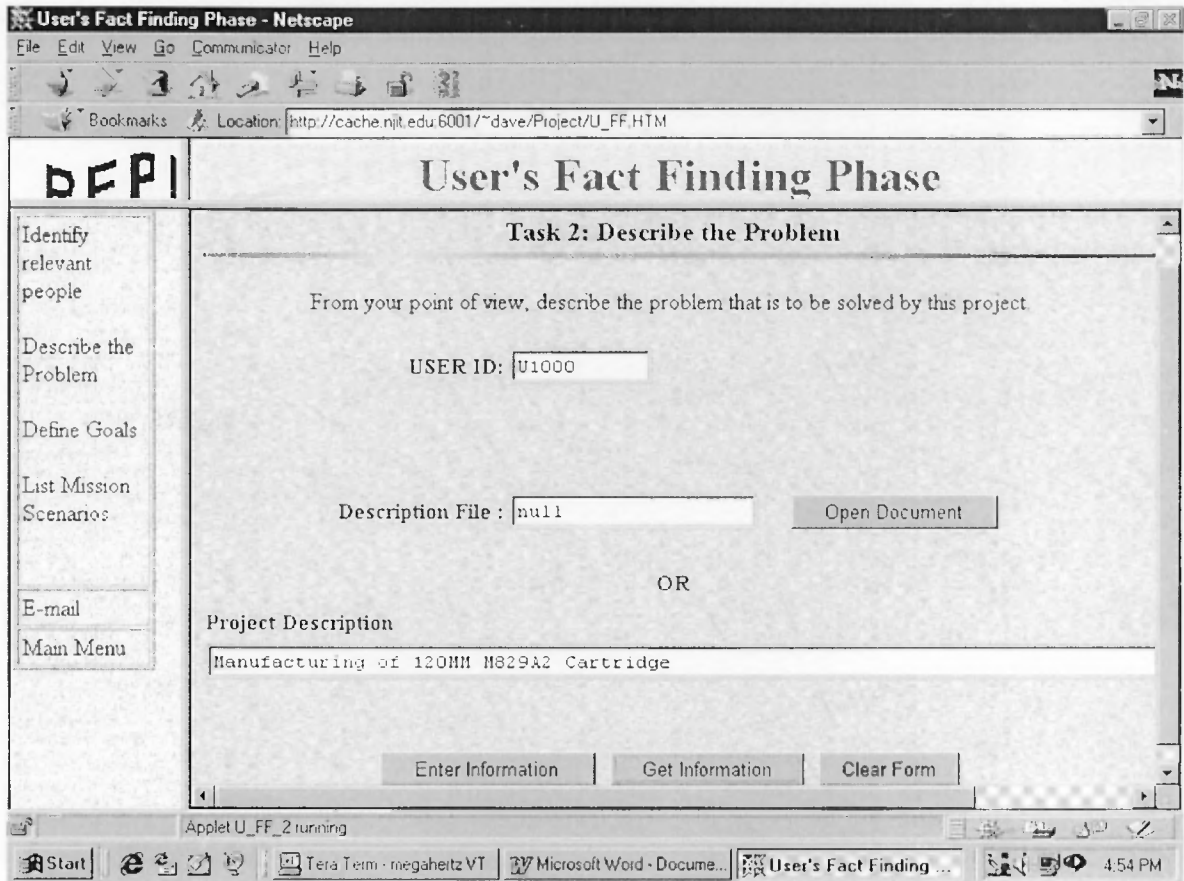 User's Fact Finding Phase - Netscape
File Edit View Go Communicator Help
N
Bookmarks Location: http://cache.njit.edu:6001/~dave/Project/U_FF.HTM
DFPI
User's Fact Finding Phase
Identify
relevant
people
Describe the
Problem
Define Goals
List Mission
Scenarios
E-mail
Main Menu
Task 2: Describe the Problem
From your point of view, describe the problem that is to be solved by this project.
USER ID: U1000
Description File : null Open Document
OR
Project Description
Manufacturing of 120MM M829A2 Cartridge
Enter Information Get Information Clear Form
Applet U_FF_2 running
Start Tera Term - megahertz VT Microsoft Word - Docume... User's Fact Finding ... 4:54 PM